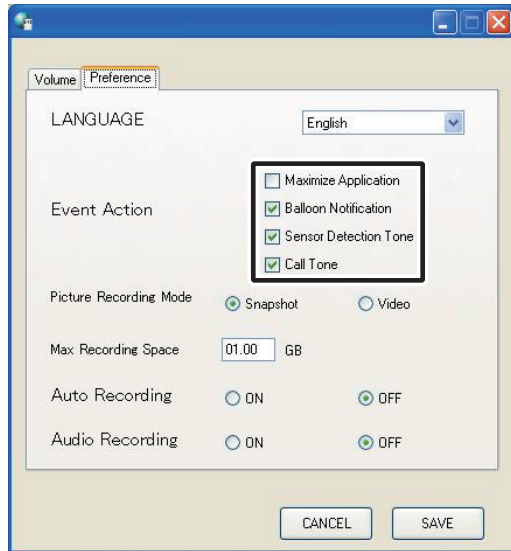 Volume Preference
LANGUAGE English
Maximize Application
Event Action Balloon Notification
Sensor Detection Tone
Call Tone
Picture Recording Mode Snapshot Video
Max Recording Space 01.00 GB
Auto Recording ON OFF
Audio Recording ON OFF
CANCEL SAVE